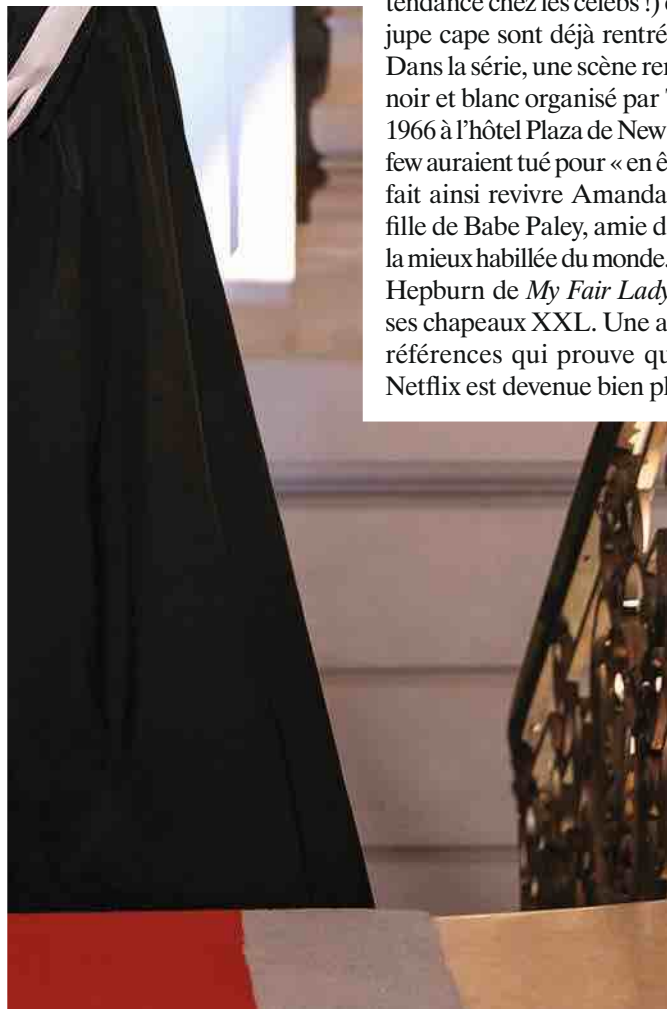 tendance chez les célebs !)
jupe cape sont déjà rentré
Dans la série, une scène
noir et blanc organisé par
1966 à l’hôtel Plaza de New
few auraient tué pour « en
fait ainsi revivre Amanda
fille de Babe Paley, amie
la mieux habillée du monde.
Hepburn de My Fair Lady
ses chapeaux XXL. Une
références qui prouve
Netflix est devenue bien